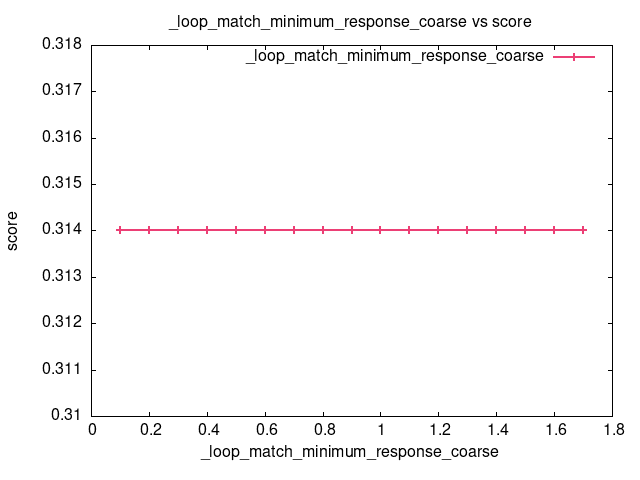 _loop_match_minimum_response_coarse vs score
_loop_match_minimum_response_coarse
0.318
0.317
0.316
0.315
0.314
0.313
0.312
0.311
0.31
score
0 0.2 0.4 0.6 0.8 1 1.2 1.4 1.6 1.8
_loop_match_minimum_response_coarse